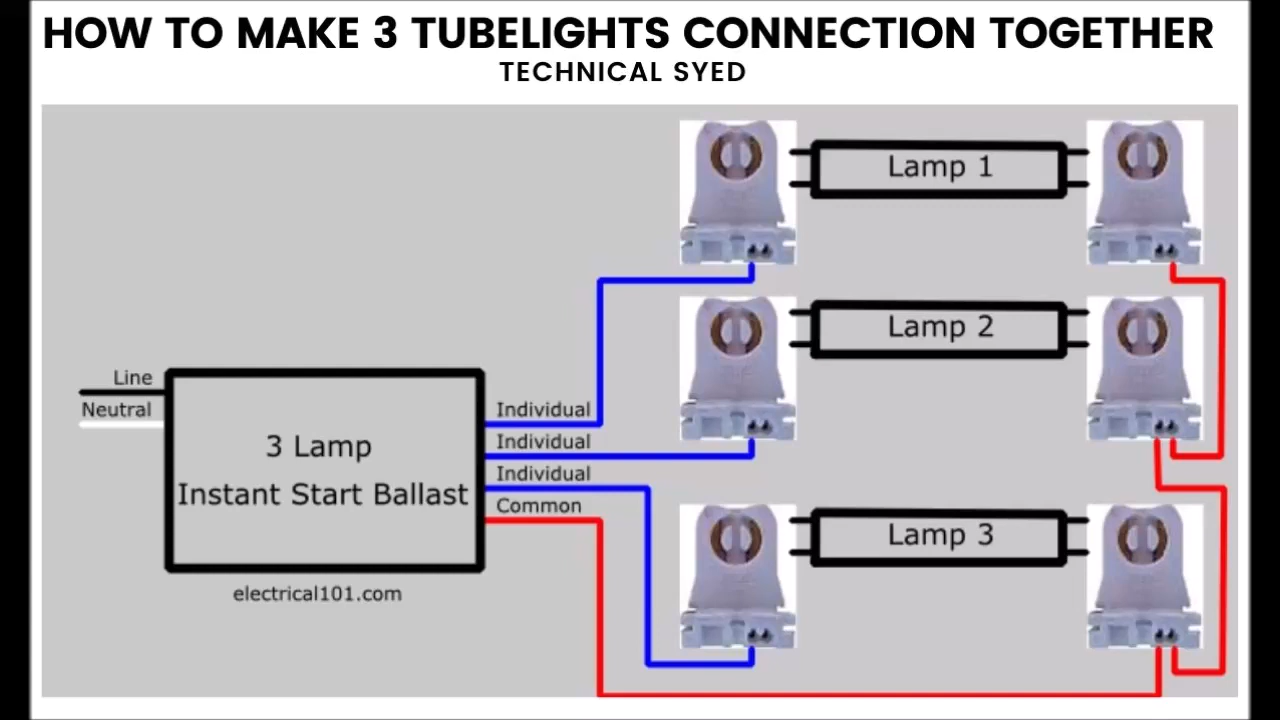 HOW TO MAKE 3 TUBELIGHTS CONNECTION TOGETHER
TECHNICAL SYED
Lamp 1
Lamp 2
Line
Neutral
Individual
Individual
Individual
Common
3 Lamp
Instant Start Ballast
Lamp 3
electrical101.com